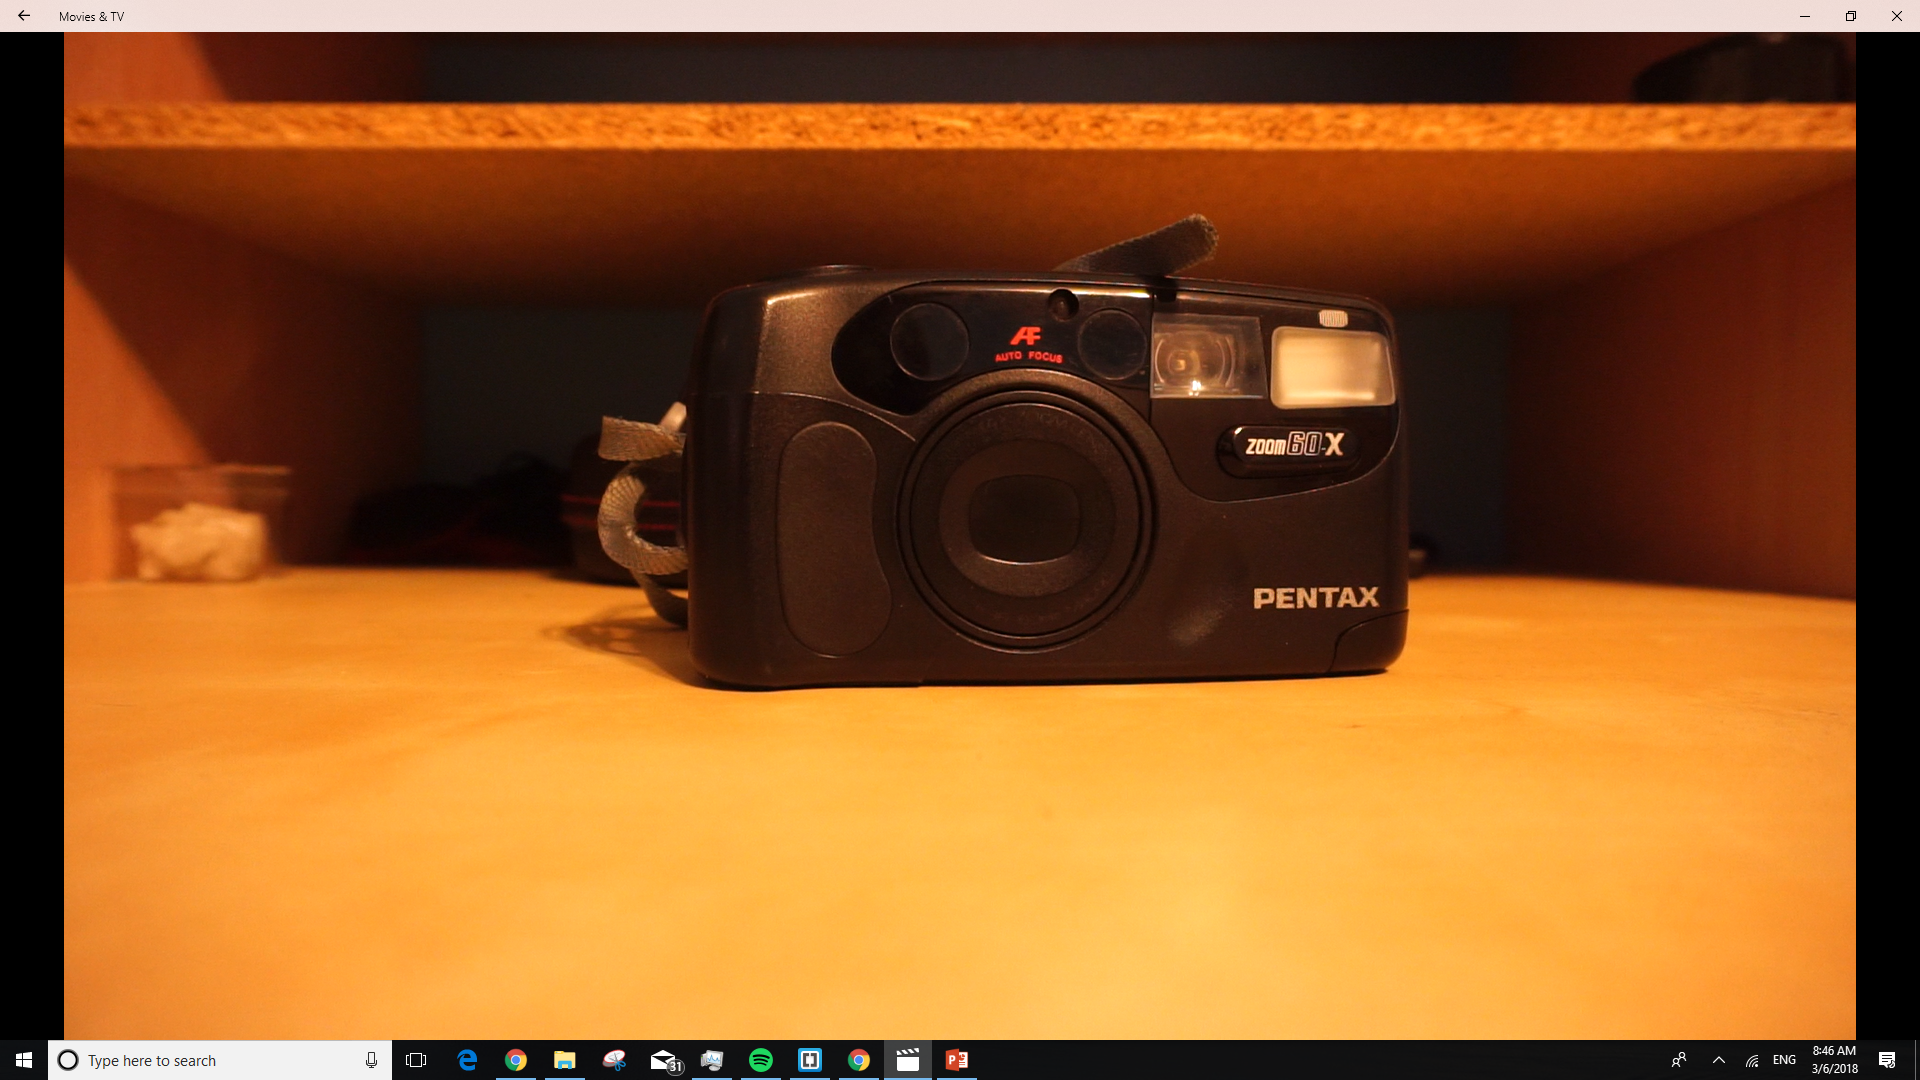 Movies & TV
AF
AUTO FOCUS
ZOOM 60-X
PENTAX
Type here to search
31
ENG
8:46 AM
3/6/2018